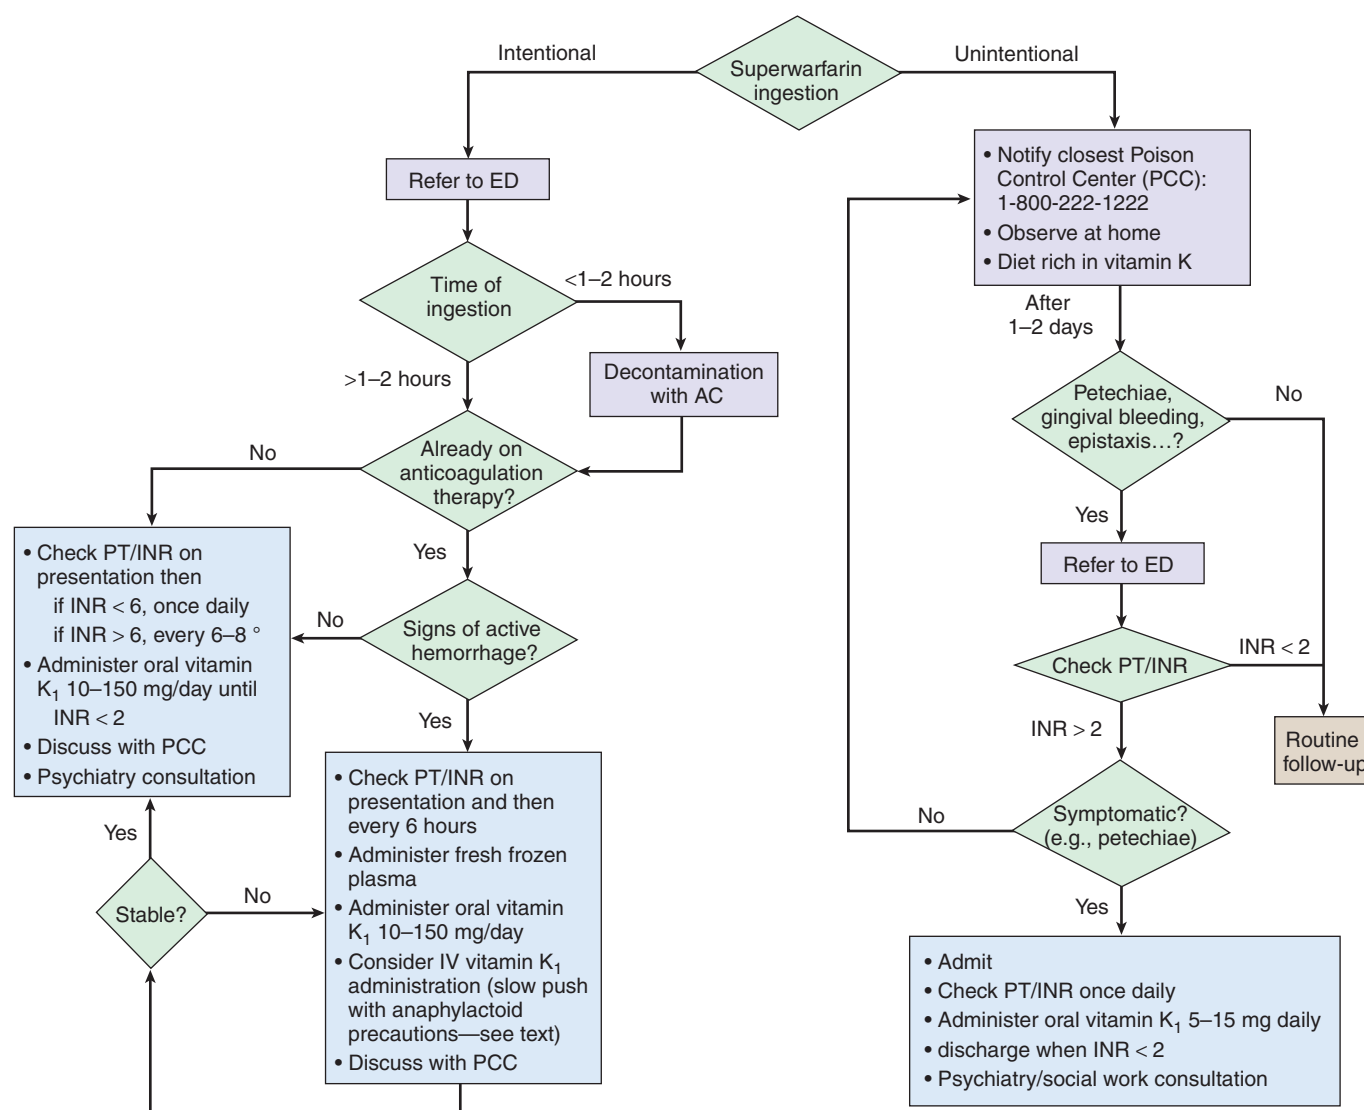 Superwarfarin
ingestion
Intentional
Unintentional
Refer to ED
Time of
ingestion
<1–2 hours
Decontamination
with AC
>1–2 hours
Already on
anticoagulation
therapy?
No
Yes
Signs of active
hemorrhage?
No
Yes
• Check PT/INR on
presentation then
if INR < 6, once daily
if INR > 6, every 6–8 °
• Administer oral vitamin
K₁ 10–150 mg/day until
INR < 2
• Discuss with PCC
• Psychiatry consultation
Yes
Stable?
No
• Check PT/INR on
presentation and then
every 6 hours
• Administer fresh frozen
plasma
• Administer oral vitamin
K₁ 10–150 mg/day
• Consider IV vitamin K₁
administration (slow push
with anaphylactoid
precautions—see text)
• Discuss with PCC
• Notify closest Poison
Control Center (PCC):
1-800-222-1222
• Observe at home
• Diet rich in vitamin K
After
1–2 days
Petechiae,
gingival bleeding,
epistaxis…?
No
Yes
Refer to ED
Check PT/INR
INR < 2
INR > 2
Routine
follow-up
Symptomatic?
(e.g., petechiae)
No
Yes
• Admit
• Check PT/INR once daily
• Administer oral vitamin K₁ 5–15 mg daily
• discharge when INR < 2
• Psychiatry/social work consultation